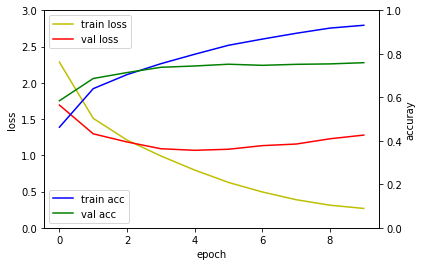 train loss
val loss
train acc
val acc
3.0
2.5
2.0
1.5
1.0
0.5
0.0
loss
0 2 4 6 8
epoch
1.0
0.8
0.6
0.4
0.2
0.0
accuray